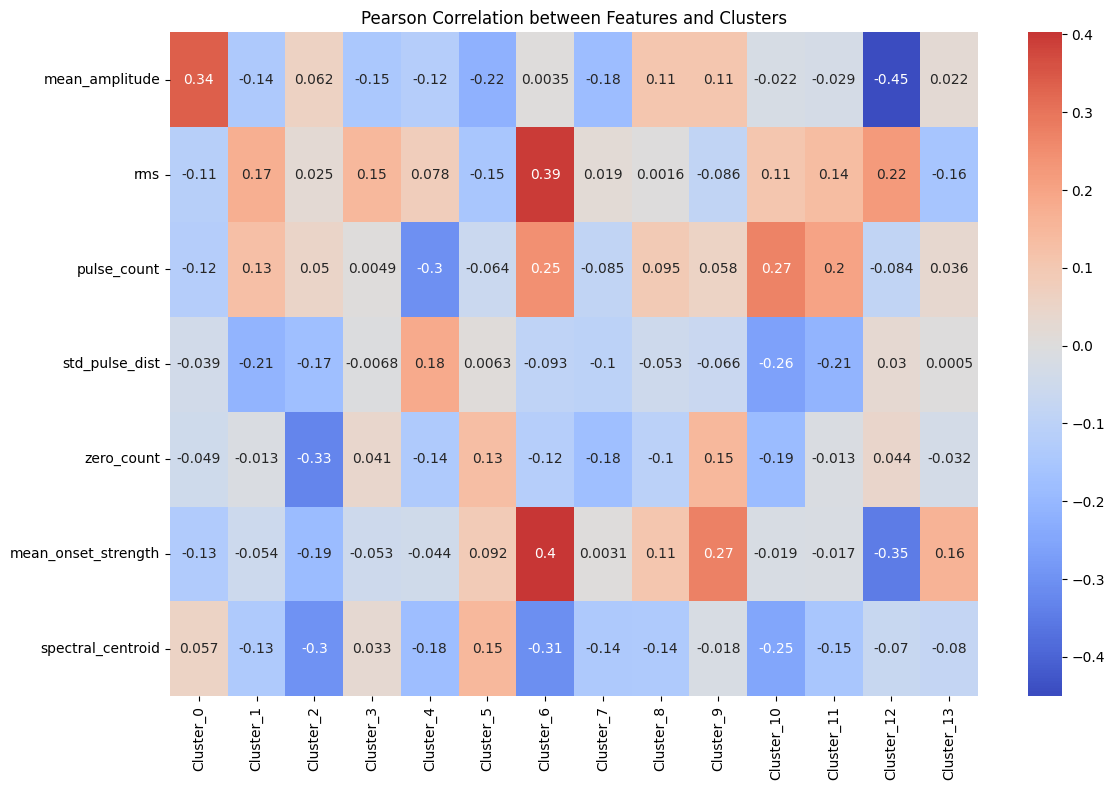 Pearson Correlation between Features and Clusters
mean_amplitude 0.34 -0.14 0.062 -0.15 -0.12 -0.22 0.0035 -0.18 0.11 0.11 -0.022 -0.029 -0.45 0.022
rms -0.11 0.17 0.025 0.15 0.078 -0.15 0.39 0.019 0.0016 -0.086 0.11 0.14 0.22 -0.16
pulse_count -0.12 0.13 0.05 0.0049 -0.3 -0.064 0.25 -0.085 0.095 0.058 0.27 0.2 -0.084 0.036
std_pulse_dist -0.039 -0.21 -0.17 -0.0068 0.18 0.0063 -0.093 -0.1 -0.053 -0.066 -0.26 -0.21 0.03 0.0005
zero_count -0.049 -0.013 -0.33 0.041 -0.14 0.13 -0.12 -0.18 -0.1 0.15 -0.19 -0.013 0.044 -0.032
mean_onset_strength -0.13 -0.054 -0.19 -0.053 -0.044 0.092 0.4 0.0031 0.11 0.27 -0.019 -0.017 -0.35 0.16
spectral_centroid 0.057 -0.13 -0.3 0.033 -0.18 0.15 -0.31 -0.14 -0.14 -0.018 -0.25 -0.15 -0.07 -0.08
Cluster_0 Cluster_1 Cluster_2 Cluster_3 Cluster_4 Cluster_5 Cluster_6 Cluster_7 Cluster_8 Cluster_9 Cluster_10 Cluster_11 Cluster_12 Cluster_13
0.4
0.3
0.2
0.1
0.0
−0.1
−0.2
−0.3
−0.4